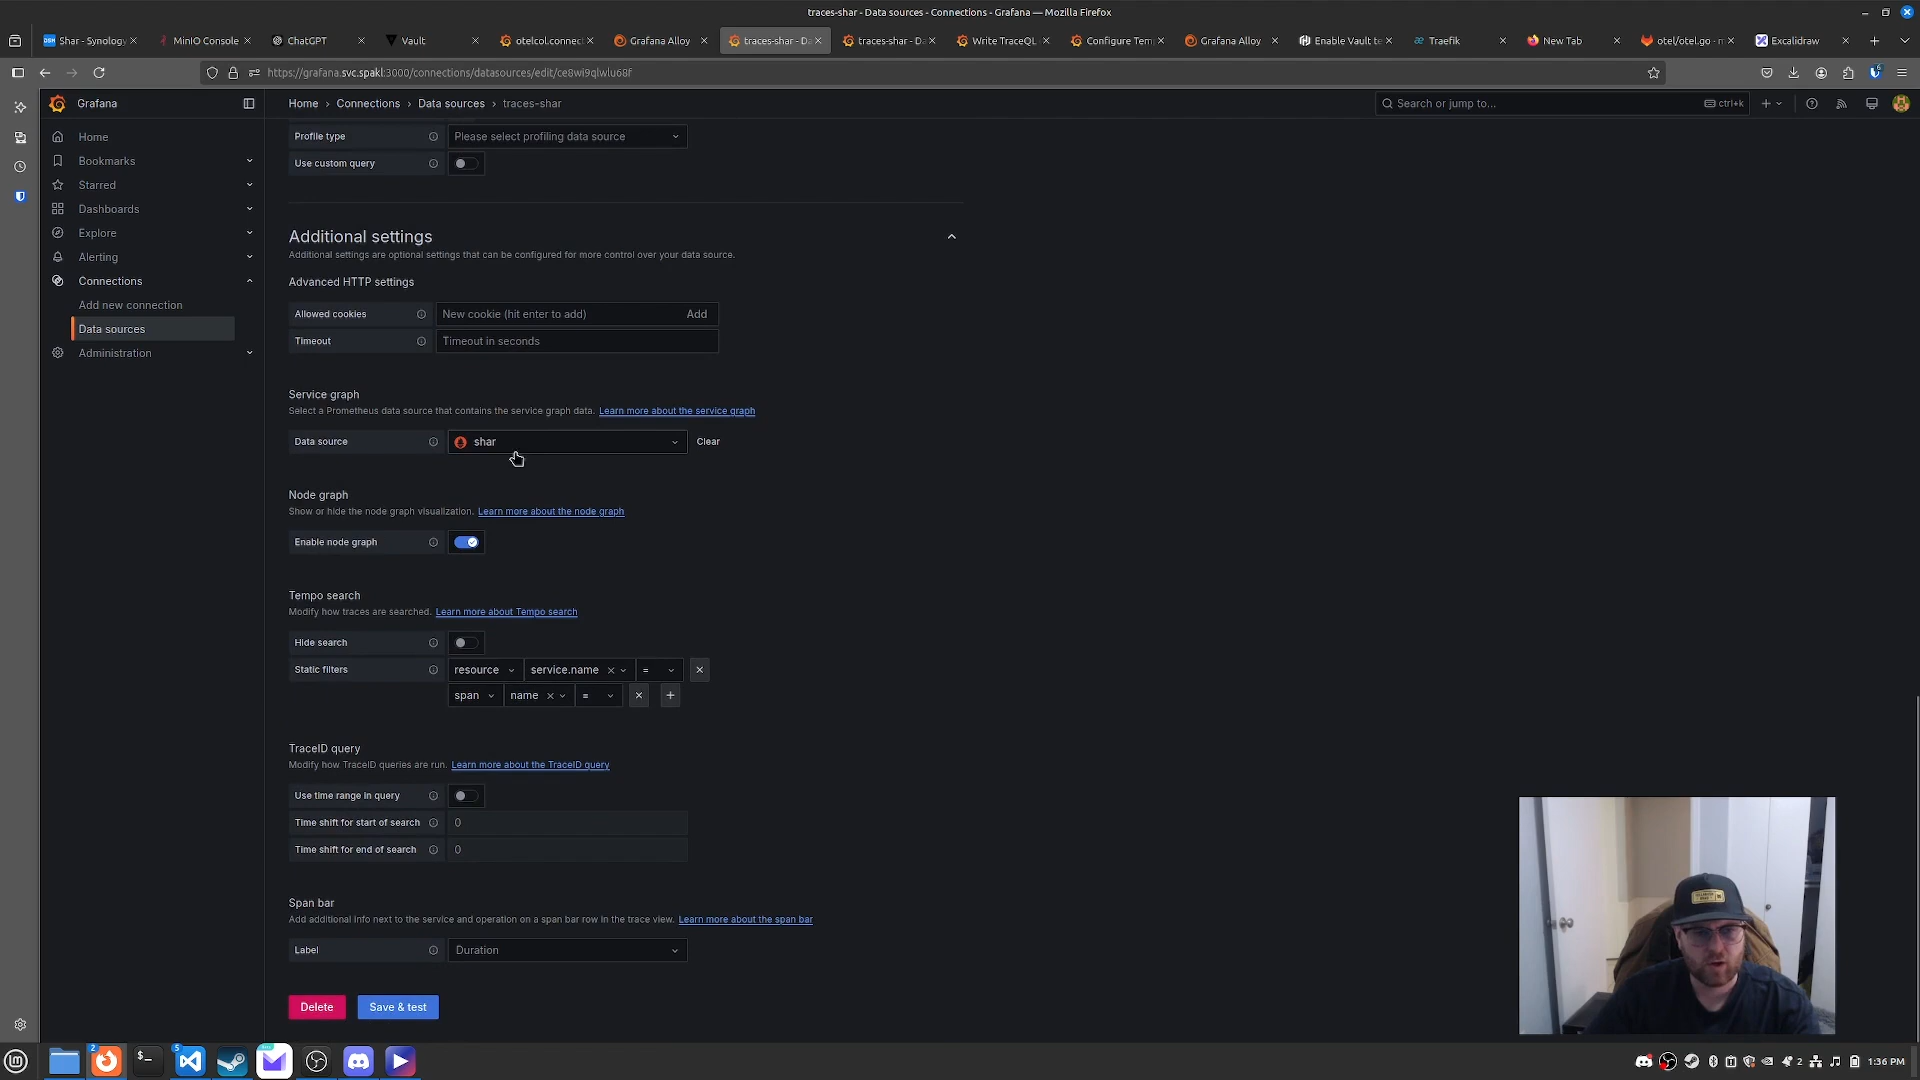 traces-shar - Data sources - Connections - Grafana — Mozilla Firefox
Shar - Synology
MinIO Console
ChatGPT
Vault
otelcol.connect
Grafana Alloy
traces-shar - Da
traces-shar - Da
Write TraceQL
Configure Temp
Grafana Alloy
Enable Vault te
Traefik
New Tab
otel/otel.go - m
Excalidraw
https://grafana.svc.spakl:3000/connections/datasources/edit/ce8wi9qlwlu68f
Grafana
Home › Connections › Data sources › traces-shar
Search or jump to...
ctrl+k
Home
Bookmarks
Starred
Dashboards
Explore
Alerting
Connections
Add new connection
Data sources
Administration
Profile type
Please select profiling data source
Use custom query
Additional settings
Additional settings are optional settings that can be configured for more control over your data source.
Advanced HTTP settings
Allowed cookies
New cookie (hit enter to add)
Add
Timeout
Timeout in seconds
Service graph
Select a Prometheus data source that contains the service graph data. Learn more about the service graph
Data source
shar
Clear
Node graph
Show or hide the node graph visualization. Learn more about the node graph
Enable node graph
Tempo search
Modify how traces are searched. Learn more about Tempo search
Hide search
Static filters
resource
service.name
=
span
name
=
TraceID query
Modify how TraceID queries are run. Learn more about the TraceID query
Use time range in query
Time shift for start of search
0
Time shift for end of search
0
Span bar
Add additional info next to the service and operation on a span bar row in the trace view. Learn more about the span bar
Label
Duration
Delete
Save & test
2
5
2
1:36 PM